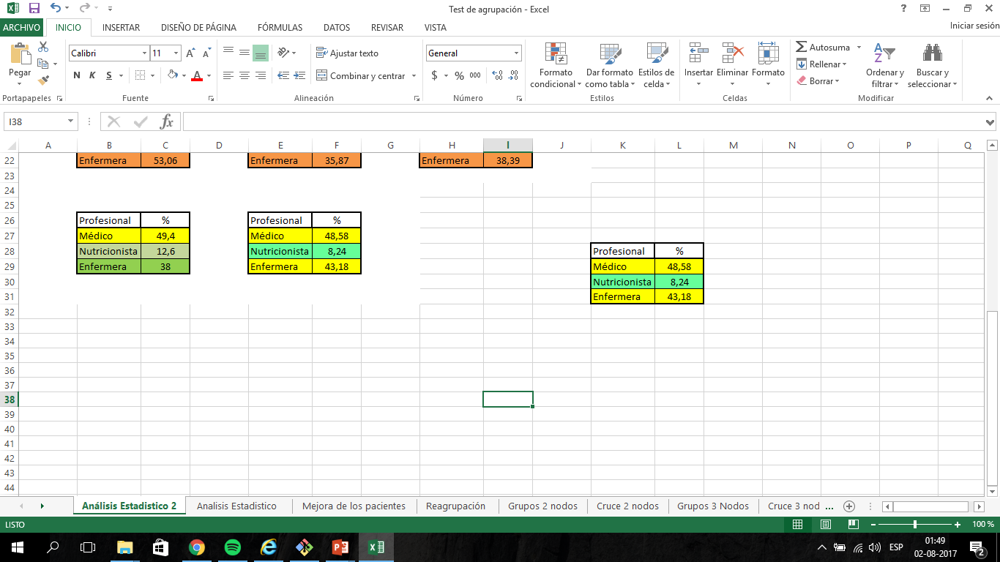 Test de agrupación - Excel
?
ARCHIVO INICIO INSERTAR DISEÑO DE PÁGINA FÓRMULAS DATOS REVISAR VISTA Iniciar sesión
Pegar
Portapapeles
Calibri 11 A A
N K S A
Fuente
Ajustar texto
Combinar y centrar
Alineación
General
$ % 000 ,0 ,00 ,00 ,0
Número
Formato condicional
Dar formato como tabla
Estilos de celda
Estilos
Insertar Eliminar Formato
Celdas
Autosuma
Rellenar
Borrar
Ordenar y filtrar
Buscar y seleccionar
Modificar
I38 fx
A B C D E F G H I J K L M N O P Q
22 Enfermera 53,06 Enfermera 35,87 Enfermera 38,39
23
24
25
26 Profesional % Profesional %
27 Médico 49,4 Médico 48,58
28 Nutricionista 12,6 Nutricionista 8,24 Profesional %
29 Enfermera 38 Enfermera 43,18 Médico 48,58
30 Nutricionista 8,24
31 Enfermera 43,18
32
33
34
35
36
37
38
39
40
41
42
43
44
Análisis Estadistico 2 Analisis Estadistico Mejora de los pacientes Reagrupación Grupos 2 nodos Cruce 2 nodos Grupos 3 Nodos Cruce 3 nod ...
LISTO 100 %
ESP 01:49
02-08-2017
2